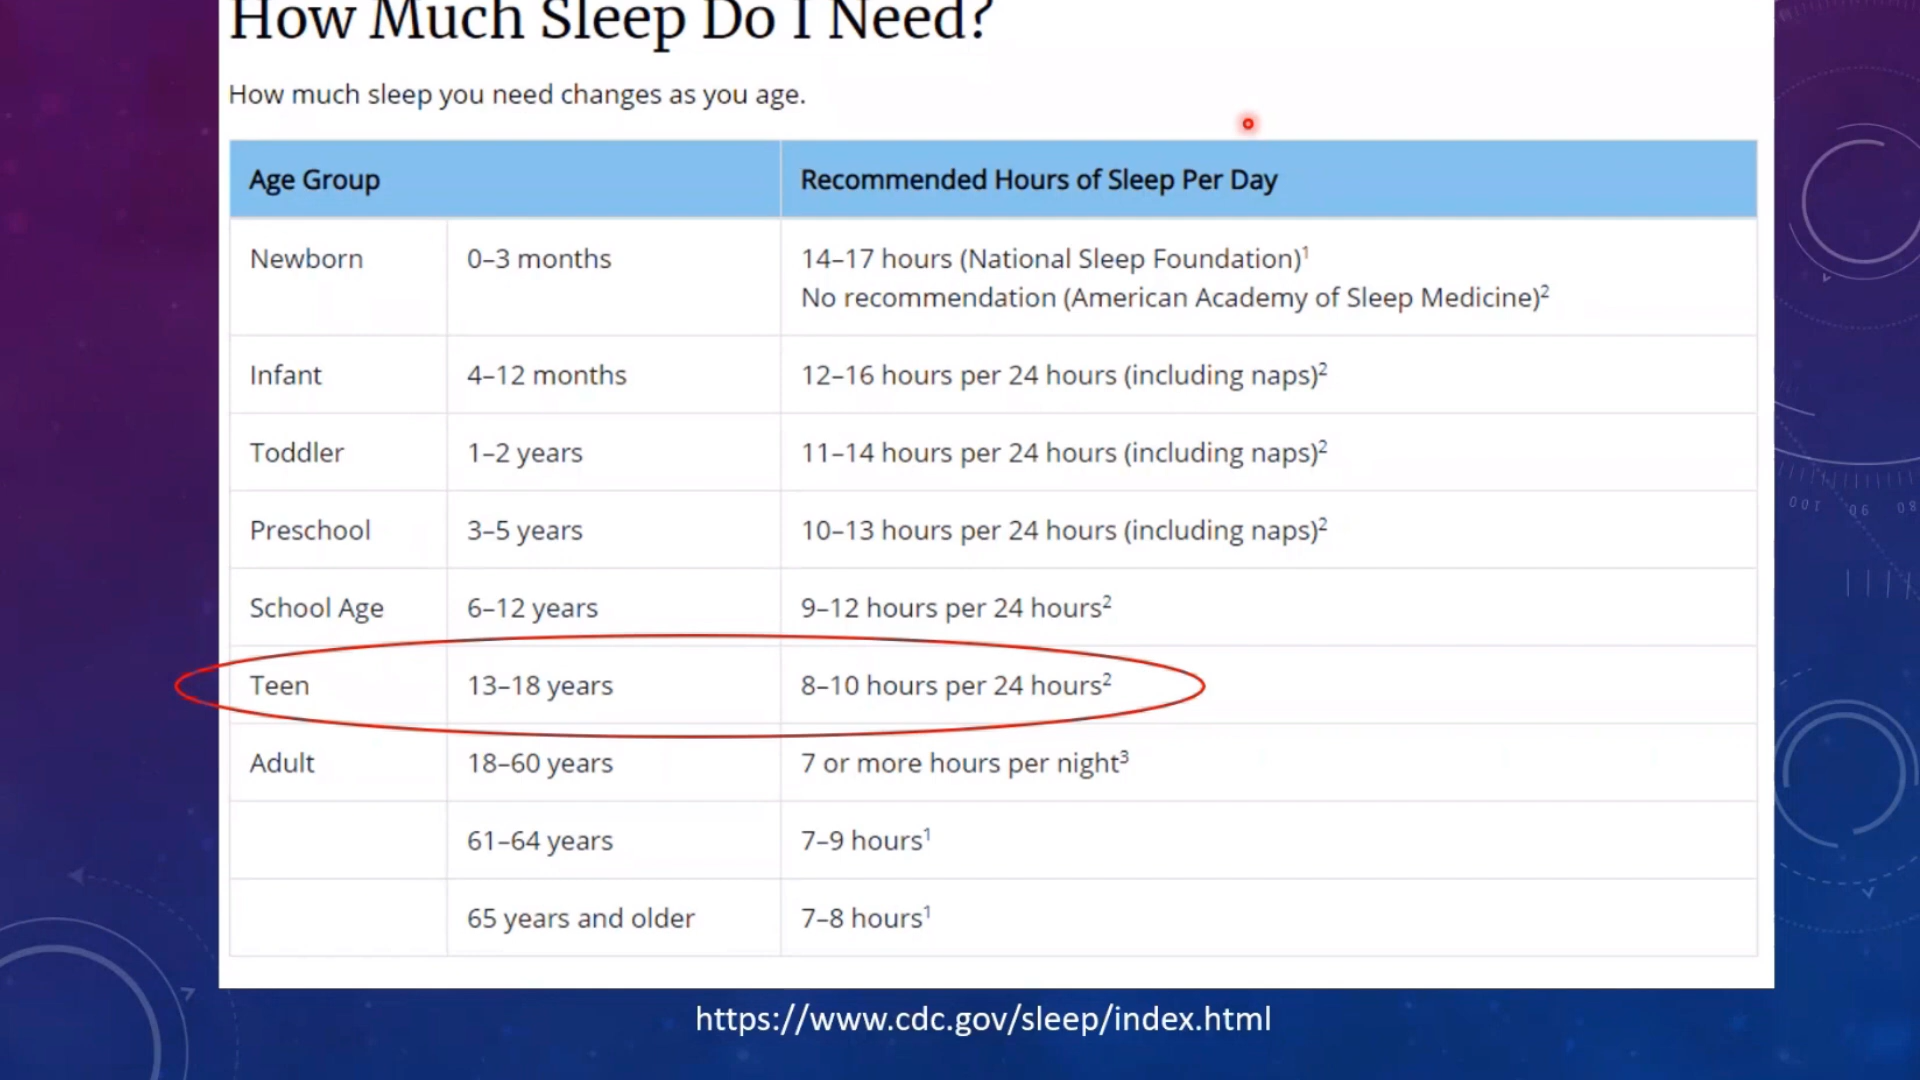 How Much Sleep Do I Need?
How much sleep you need changes as you age.
Age Group Recommended Hours of Sleep Per Day
Newborn 0–3 months 14–17 hours (National Sleep Foundation)¹
No recommendation (American Academy of Sleep Medicine)²
Infant 4–12 months 12–16 hours per 24 hours (including naps)²
Toddler 1–2 years 11–14 hours per 24 hours (including naps)²
Preschool 3–5 years 10–13 hours per 24 hours (including naps)²
School Age 6–12 years 9–12 hours per 24 hours²
Teen 13–18 years 8–10 hours per 24 hours²
Adult 18–60 years 7 or more hours per night³
61–64 years 7–9 hours¹
65 years and older 7–8 hours¹
https://www.cdc.gov/sleep/index.html